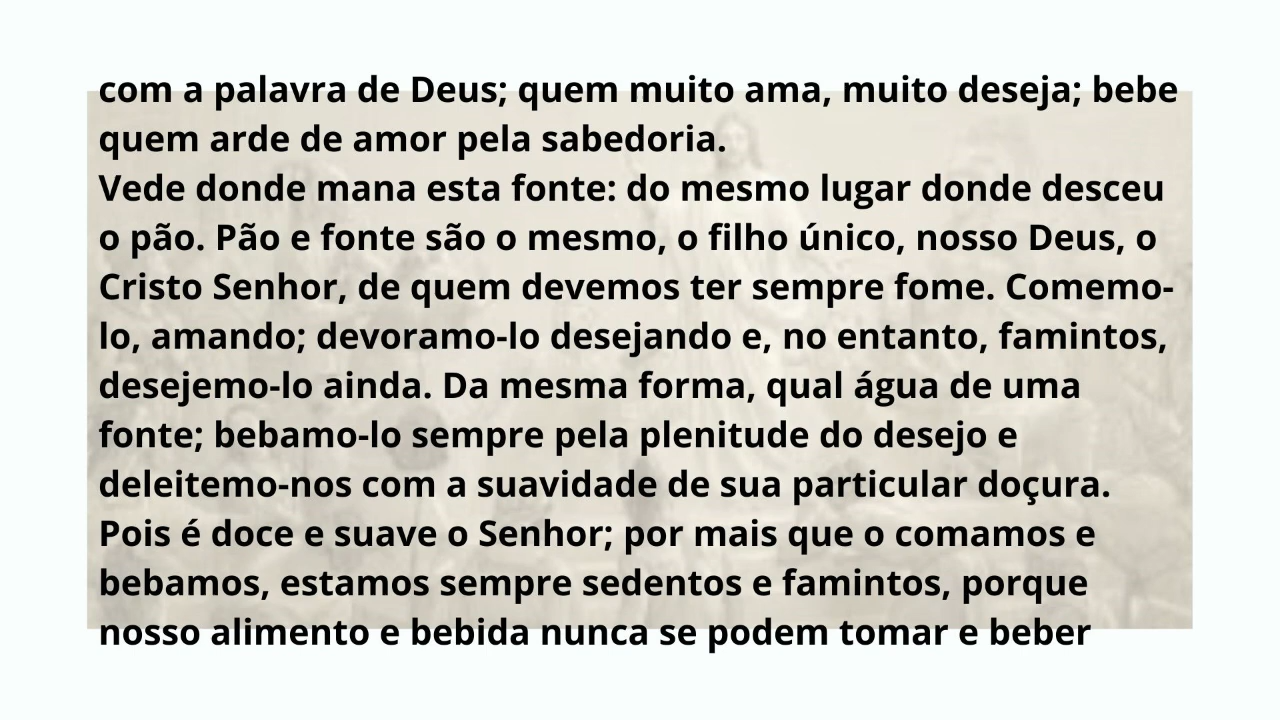 com a palavra de Deus; quem muito ama, muito deseja; bebe
quem arde de amor pela sabedoria.
Vede donde mana esta fonte: do mesmo lugar donde desceu
o pão. Pão e fonte são o mesmo, o filho único, nosso Deus, o
Cristo Senhor, de quem devemos ter sempre fome. Comemo-
lo, amando; devoramo-lo desejando e, no entanto, famintos,
desejemo-lo ainda. Da mesma forma, qual água de uma
fonte; bebamo-lo sempre pela plenitude do desejo e
deleitemo-nos com a suavidade de sua particular doçura.
Pois é doce e suave o Senhor; por mais que o comamos e
bebamos, estamos sempre sedentos e famintos, porque
nosso alimento e bebida nunca se podem tomar e beber